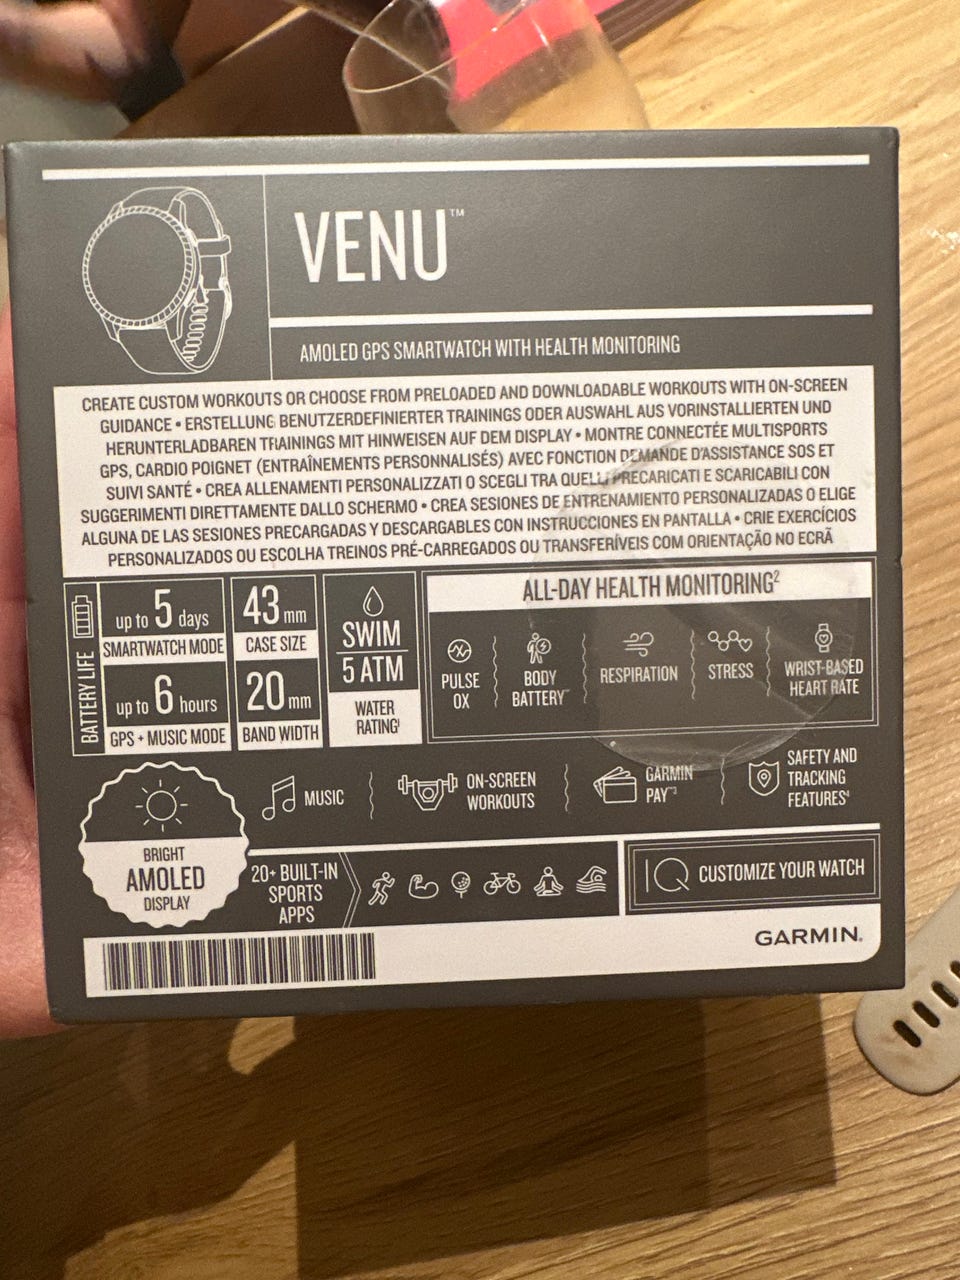 VENU™
AMOLED GPS SMARTWATCH WITH HEALTH MONITORING
CREATE CUSTOM WORKOUTS OR CHOOSE FROM PRELOADED AND DOWNLOADABLE WORKOUTS WITH ON-SCREEN
GUIDANCE • ERSTELLUNG BENUTZERDEFINIERTER TRAININGS ODER AUSWAHL AUS VORINSTALLIERTEN UND
HERUNTERLADBAREN TRAININGS MIT HINWEISEN AUF DEM DISPLAY • MONTRE CONNECTÉE MULTISPORTS
GPS, CARDIO POIGNET (ENTRAÎNEMENTS PERSONNALISÉS) AVEC FONCTION DEMANDE D'ASSISTANCE SOS ET
SUIVI SANTÉ • CREA ALLENAMENTI PERSONALIZZATI O SCEGLI TRA QUELLI PRECARICATI E SCARICABILI CON
SUGGERIMENTI DIRETTAMENTE DALLO SCHERMO • CREA SESIONES DE ENTRENAMIENTO PERSONALIZADAS O ELIGE
ALGUNA DE LAS SESIONES PRECARGADAS Y DESCARGABLES CON INSTRUCCIONES EN PANTALLA • CRIE EXERCÍCIOS
PERSONALIZADOS OU ESCOLHA TREINOS PRÉ-CARREGADOS OU TRANSFERÍVEIS COM ORIENTAÇÃO NO ECRÃ
BATTERY LIFE
up to 5 days
SMARTWATCH MODE
up to 6 hours
GPS + MUSIC MODE
43 mm
CASE SIZE
20 mm
BAND WIDTH
SWIM
5 ATM
WATER
RATING¹
ALL-DAY HEALTH MONITORING²
PULSE
OX
BODY
BATTERY™
RESPIRATION
STRESS
WRIST-BASED
HEART RATE
MUSIC
ON-SCREEN
WORKOUTS
GARMIN
PAY™³
SAFETY AND
TRACKING
FEATURES⁴
BRIGHT
AMOLED
DISPLAY
20+ BUILT-IN
SPORTS
APPS
IQ CUSTOMIZE YOUR WATCH
GARMIN®